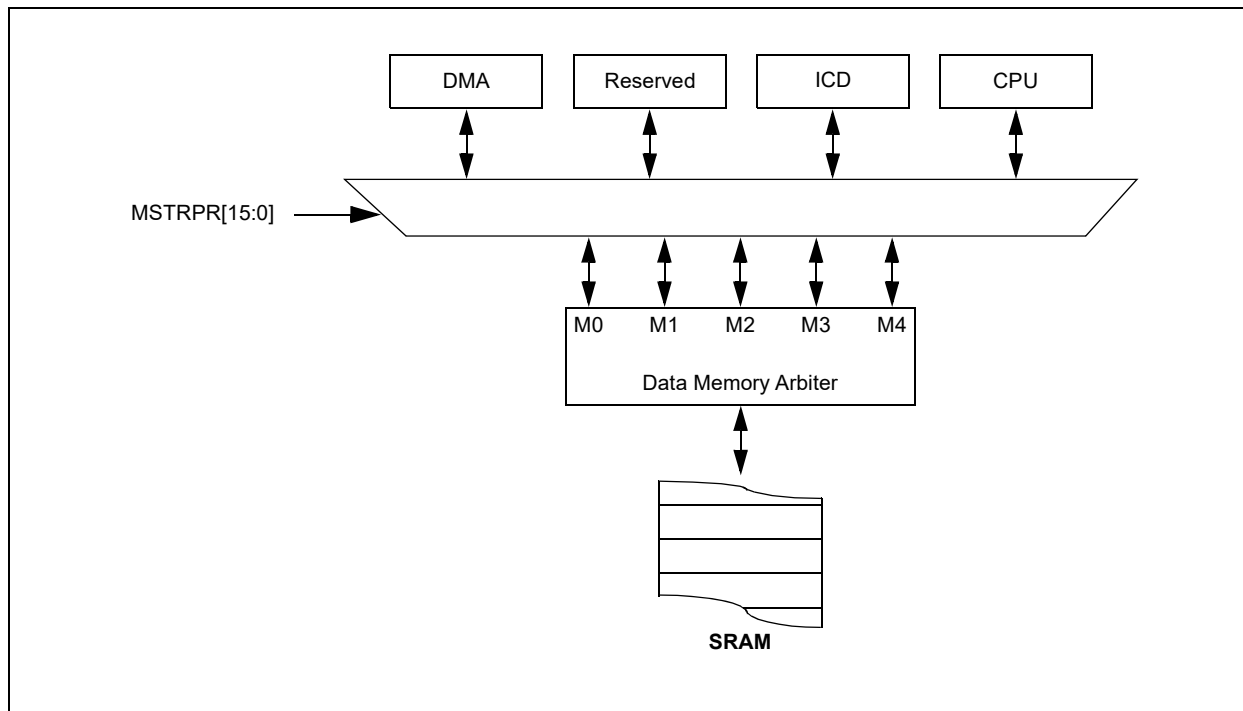 DMA
Reserved
ICD
CPU
MSTRPR[15:0]
M0 M1 M2 M3 M4
Data Memory Arbiter
SRAM